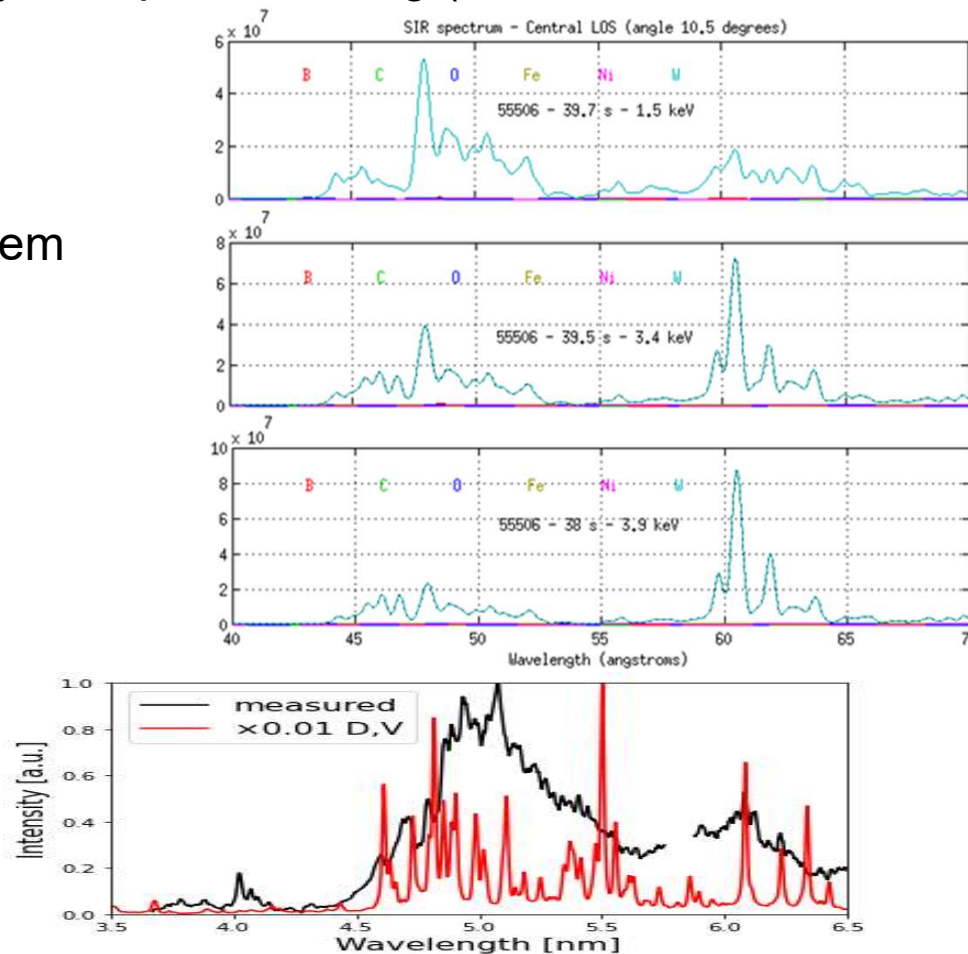 SIR spectrum - Central LOS (angle 10.5 degrees)
x 10^7
6
4
2
0
B C O Fe Ni W
55506 - 39.7 s - 1.5 keV
em
x 10^7
8
6
4
2
0
B C O Fe Ni W
55506 - 39.5 s - 3.4 keV
x 10^7
10
8
6
4
2
0
B C O Fe Ni W
55506 - 38 s - 3.9 keV
40 45 50 55 60 65
Wavelength (angstroms)
1.0
0.8
0.6
0.4
0.2
0.0
Intensity [a.u.]
measured
×0.01 D,V
3.5 4.0 4.5 5.0 5.5 6.0 6.5
Wavelength [nm]